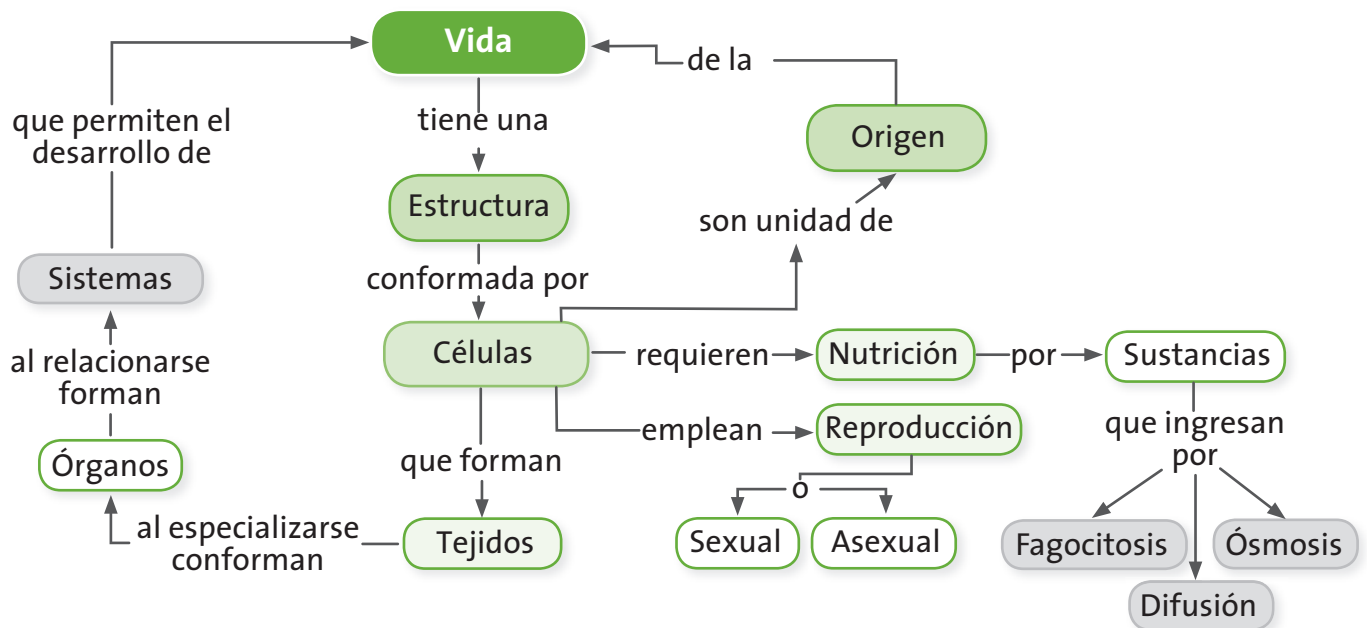 Vida
de la
que permiten el
desarrollo de
tiene una
Origen
Estructura
son unidad de
Sistemas
conformada por
Células
requieren
Nutrición
por
Sustancias
al relacionarse
forman
emplean
Reproducción
que ingresan
por
Órganos
que forman
o
al especializarse
conforman
Tejidos
Sexual
Asexual
Fagocitosis
Ósmosis
Difusión